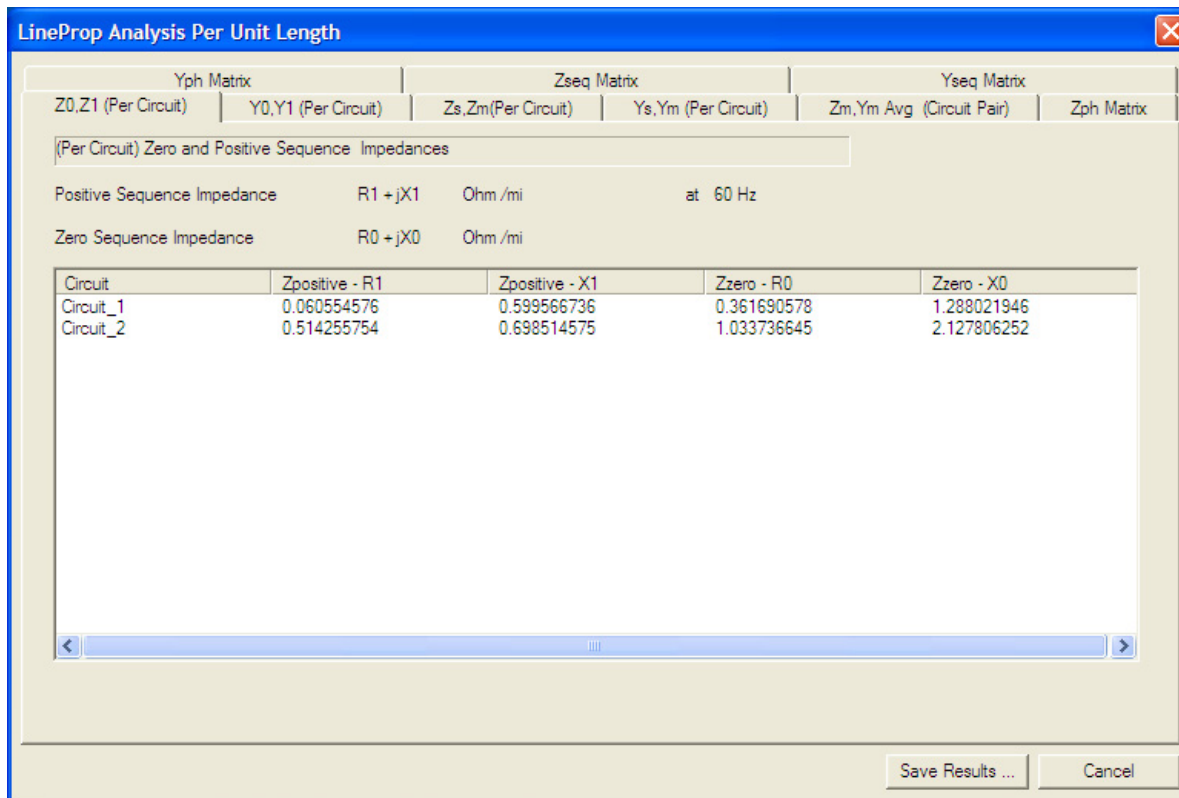 LineProp Analysis Per Unit Length
Yph Matrix Zseq Matrix Yseq Matrix
Z0,Z1 (Per Circuit) Y0,Y1 (Per Circuit) Zs,Zm(Per Circuit) Ys,Ym (Per Circuit) Zm,Ym Avg (Circuit Pair) Zph Matrix
(Per Circuit) Zero and Positive Sequence Impedances
Positive Sequence Impedance R1 + jX1 Ohm /mi at 60 Hz
Zero Sequence Impedance R0 + jX0 Ohm /mi
Circuit Zpositive - R1 Zpositive - X1 Zzero - R0 Zzero - X0
Circuit_1 0.060554576 0.599566736 0.361690578 1.288021946
Circuit_2 0.514255754 0.698514575 1.033736645 2.127806252
Save Results ... Cancel